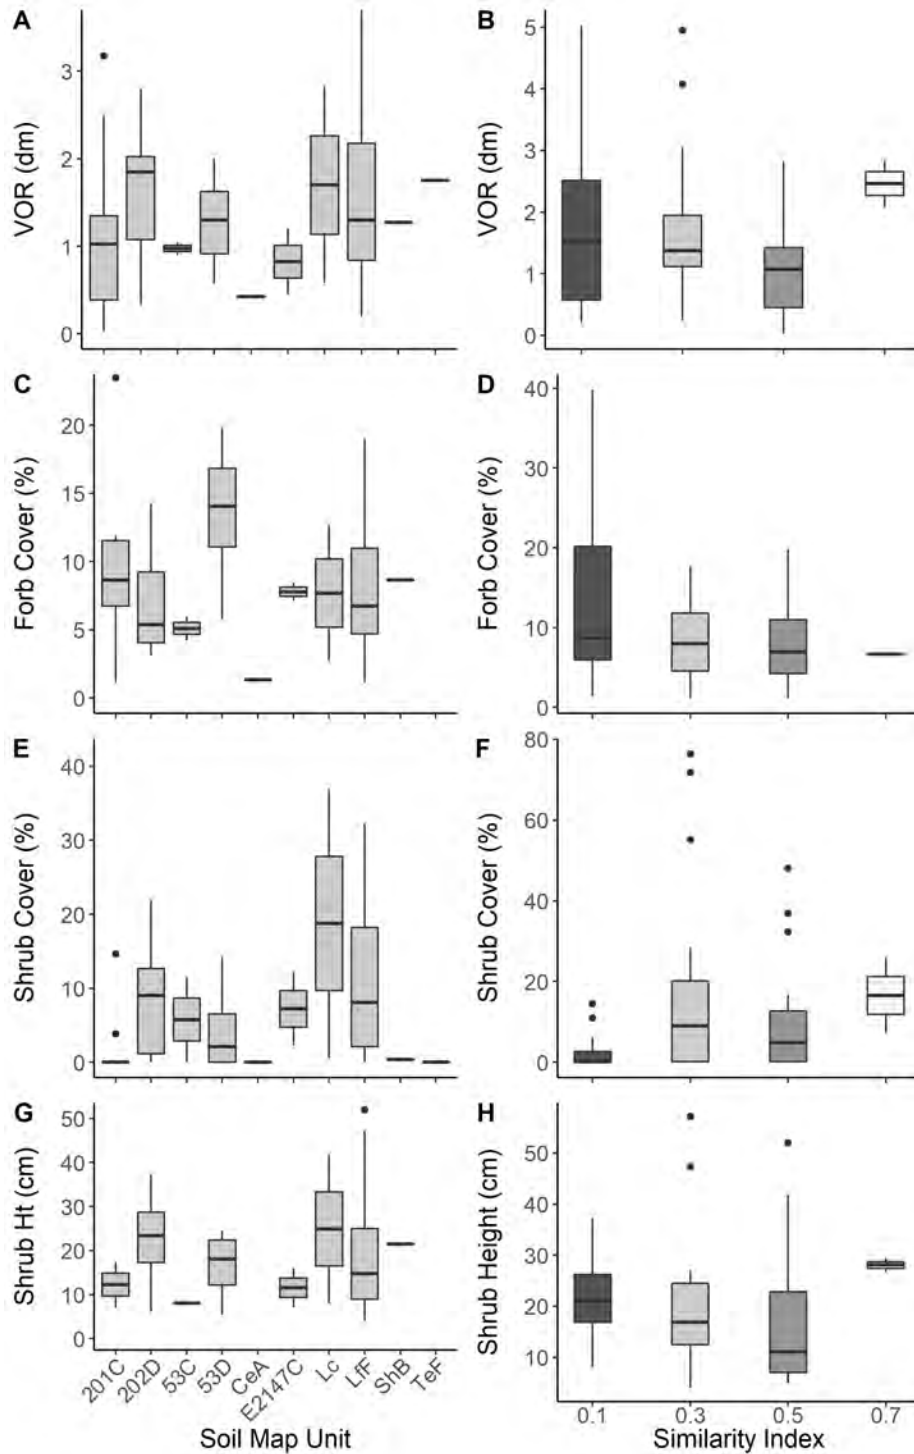 A
VOR (dm)
3
2
1
0
B
VOR (dm)
5
4
3
2
1
0
C
Forb Cover (%)
20
15
10
5
0
D
Forb Cover (%)
40
30
20
10
0
E
Shrub Cover (%)
40
30
20
10
0
F
Shrub Cover (%)
80
60
40
20
0
G
Shrub Ht (cm)
50
40
30
20
10
0
H
Shrub Height (cm)
50
40
30
20
10
201C 202D 53C 53D CeA E2147C Lc LfF ShB TeF
Soil Map Unit
0.1 0.3 0.5 0.7
Similarity Index